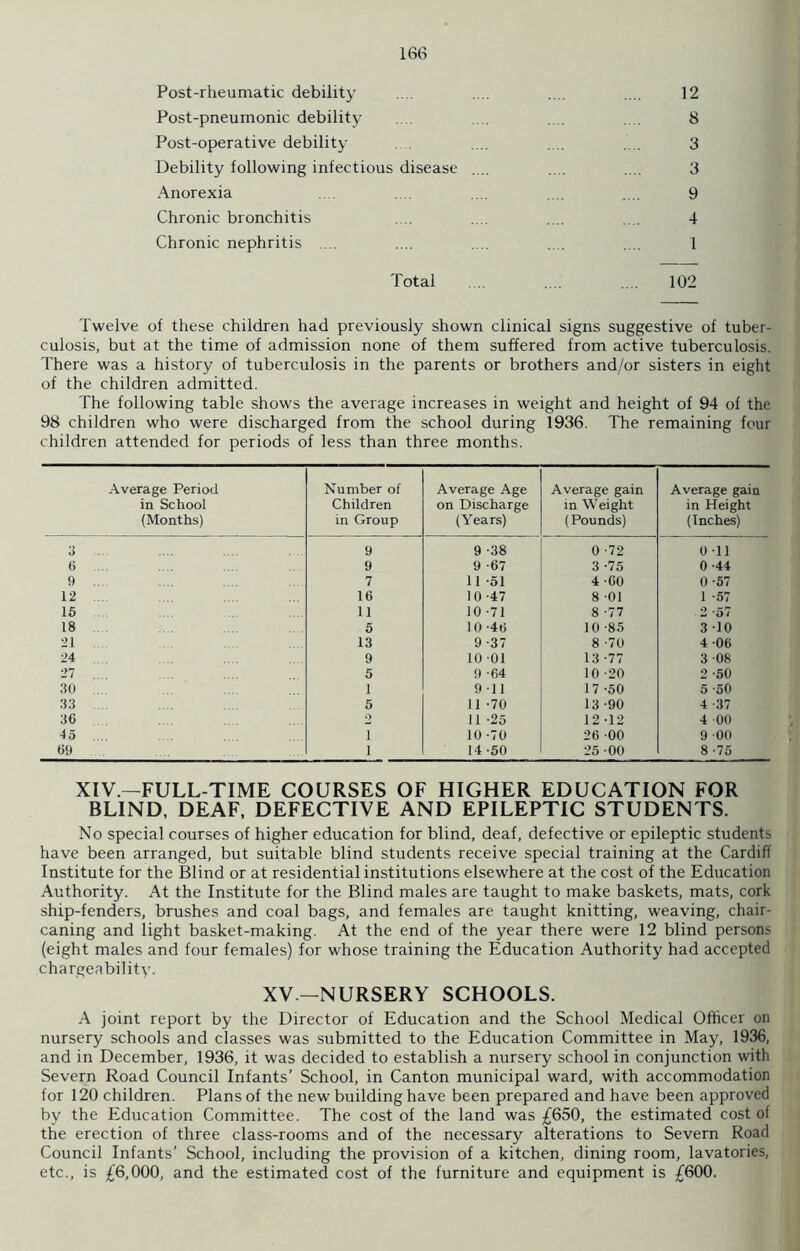 166
Post-rheumatic debility .... .... .... .... 12
Post-pneumonic debility .... .... .... .... 8
Post-operative debility .... .... .... .... 3
Debility following infectious disease .... .... .... 3
Anorexia .... .... .... .... .... 9
Chronic bronchitis .... .... .... .... 4
Chronic nephritis .... .... .... .... .... 1
Total .... .... .... 102
Twelve of these children had previously shown clinical signs suggestive of tuber-
culosis, but at the time of admission none of them suffered from active tuberculosis.
There was a history of tuberculosis in the parents or brothers and/or sisters in eight
of the children admitted.
The following table shows the average increases in weight and height of 94 of the
98 children who were discharged from the school during 1936. The remaining four
children attended for periods of less than three months.
Average Period in School (Months) | Number of Children in Group | Average Age on Discharge (Years) | Average gain in Weight (Pounds) | Average gain in Height (Inches)
3 .... .... .... .... 9 9·38 0·72 0·11
6 .... .... .... .... 9 9·67 3·75 0·44
9 .... .... .... .... 7 11·51 4·60 0·57
12 .... .... .... .... 16 10·47 8·01 1·57
15 .... .... .... .... 11 10·71 8·77 2·57
18 .... .... .... .... 5 10·46 10·85 3·10
21 .... .... .... .... 13 9·37 8·70 4·06
24 .... .... .... .... 9 10·01 13·77 3·08
27 .... .... .... .... 5 9·64 10·20 2·50
30 .... .... .... .... 1 9·11 17·50 5·50
33 .... .... .... .... 5 11·70 13·90 4·37
36 .... .... .... .... 2 11·25 12·12 4·00
45 .... .... .... .... 1 10·70 26·00 9·00
69 .... .... .... .... 1 14·50 25·00 8·75
XIV.—FULL-TIME COURSES OF HIGHER EDUCATION FOR
BLIND, DEAF, DEFECTIVE AND EPILEPTIC STUDENTS.
No special courses of higher education for blind, deaf, defective or epileptic students
have been arranged, but suitable blind students receive special training at the Cardiff
Institute for the Blind or at residential institutions elsewhere at the cost of the Education
Authority. At the Institute for the Blind males are taught to make baskets, mats, cork
ship-fenders, brushes and coal bags, and females are taught knitting, weaving, chair-
caning and light basket-making. At the end of the year there were 12 blind persons
(eight males and four females) for whose training the Education Authority had accepted
chargeability.
XV.—NURSERY SCHOOLS.
A joint report by the Director of Education and the School Medical Officer on
nursery schools and classes was submitted to the Education Committee in May, 1936,
and in December, 1936, it was decided to establish a nursery school in conjunction with
Severn Road Council Infants' School, in Canton municipal ward, with accommodation
for 120 children. Plans of the new building have been prepared and have been approved
by the Education Committee. The cost of the land was £650, the estimated cost of
the erection of three class-rooms and of the necessary alterations to Severn Road
Council Infants' School, including the provision of a kitchen, dining room, lavatories,
etc., is £6,000, and the estimated cost of the furniture and equipment is £600.